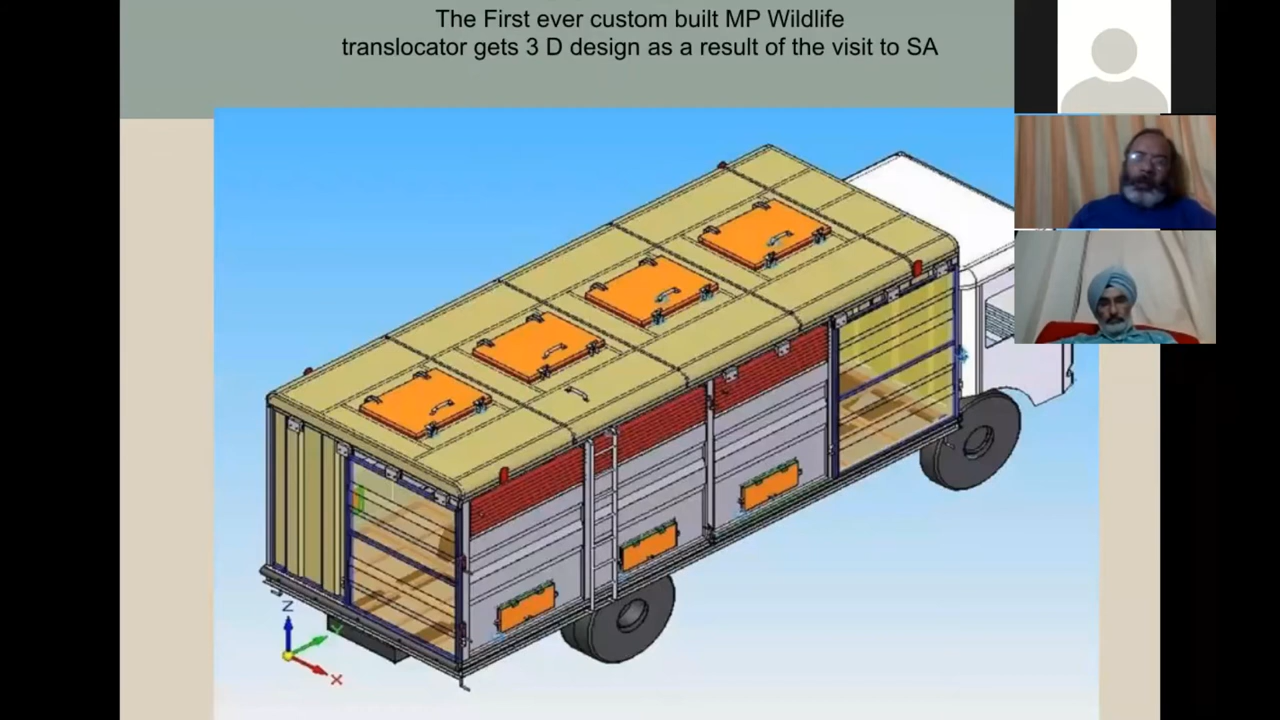 The First ever custom built MP Wildlife
translocator gets 3 D design as a result of the visit to SA
Z
Y
X